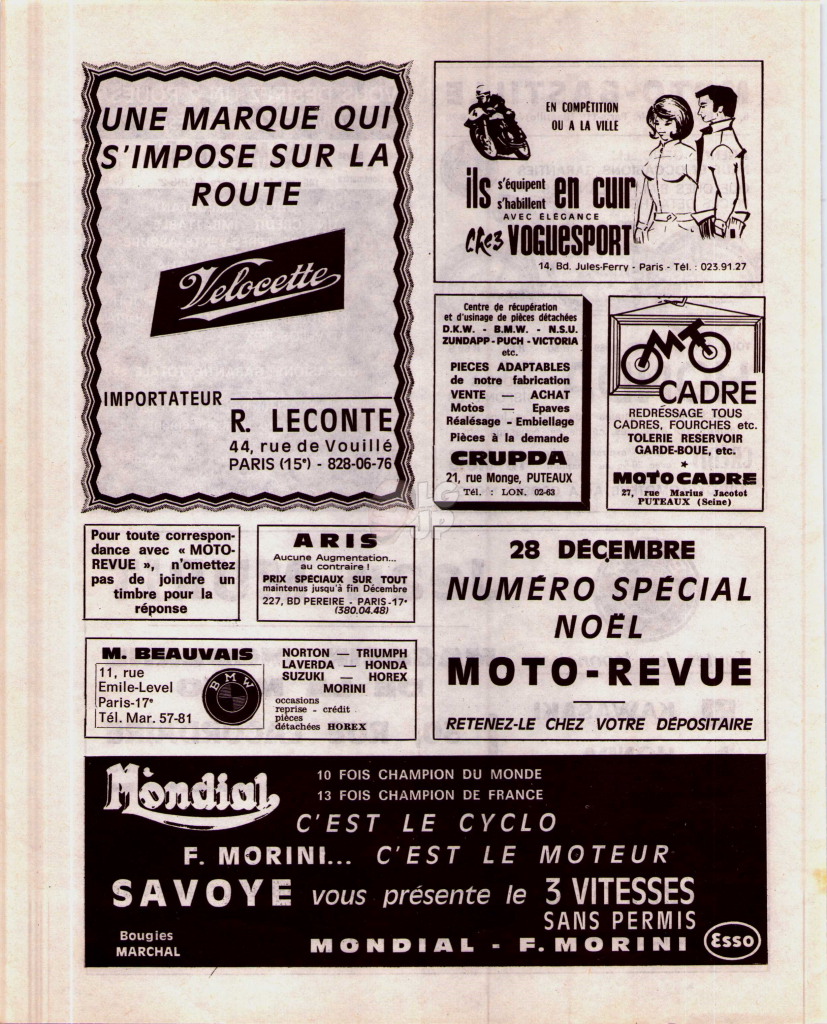 UNE MARQUE QUI
S'IMPOSE SUR LA
ROUTE
Velocette
IMPORTATEUR
R. LECONTE
44, rue de Vouillé
PARIS (15°) - 828-06-76
EN COMPÉTITION
OU A LA VILLE
ils s'équipent en cuir
s'habillent
AVEC ÉLÉGANCE
chez VOGUESPORT
14, Bd. Jules-Ferry - Paris - Tél. : 023.91.27
Centre de récupération
et d'usinage de pièces détachées
D.K.W. - B.M.W. - N.S.U.
ZUNDAPP - PUCH - VICTORIA
etc.
PIECES ADAPTABLES
de notre fabrication
VENTE — ACHAT
Motos — Epaves
Réalésage - Embiellage
Pièces à la demande
CRUPDA
21, rue Monge, PUTEAUX
Tél. : LON. 02-63
MOTO
CADRE
REDRESSAGE TOUS
CADRES, FOURCHES etc.
TOLERIE RESERVOIR
GARDE-BOUE, etc.
*
MOTO CADRE
27, rue Marius Jacotot
PUTEAUX (Seine)
Pour toute correspon-
dance avec « MOTO-
REVUE », n'omettez
pas de joindre un
timbre pour la
réponse
ARIS
Aucune Augmentation...
au contraire !
PRIX SPÉCIAUX SUR TOUT
maintenus jusqu'à fin Décembre
227, BD PEREIRE - PARIS-17e
(380.04.48)
28 DÉCEMBRE
NUMÉRO SPÉCIAL
NOËL
MOTO-REVUE
RETENEZ-LE CHEZ VOTRE DÉPOSITAIRE
M. BEAUVAIS
11, rue
Emile-Level
Paris-17e
Tél. Mar. 57-81
BMW
NORTON — TRIUMPH
LAVERDA — HONDA
SUZUKI — HOREX
MORINI
occasions
reprise - crédit
pièces
détachées HOREX
Mondial
10 FOIS CHAMPION DU MONDE
13 FOIS CHAMPION DE FRANCE
C'EST LE CYCLO
F. MORINI... C'EST LE MOTEUR
SAVOYE vous présente le 3 VITESSES
SANS PERMIS
Bougies
MARCHAL
MONDIAL - F. MORINI
Esso